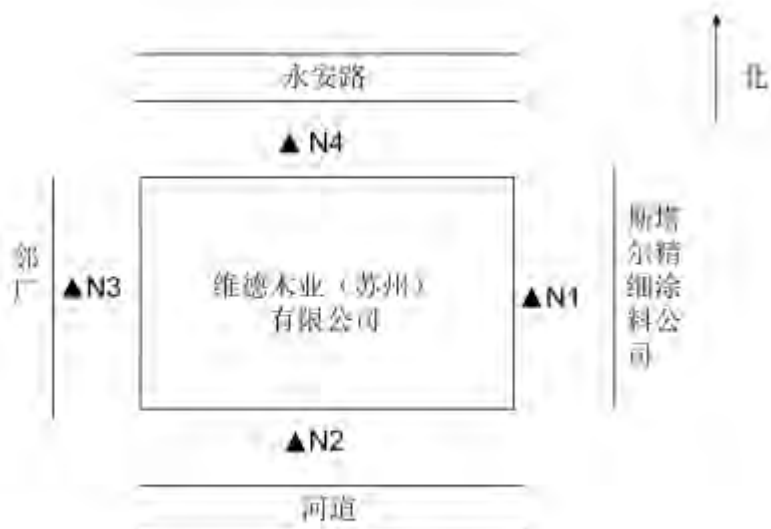 永安路
北
▲ N4
邻
厂
▲N3
维德木业（苏州）
有限公司
▲N1
斯塔
尔精
细涂
料公
司
▲N2
河道